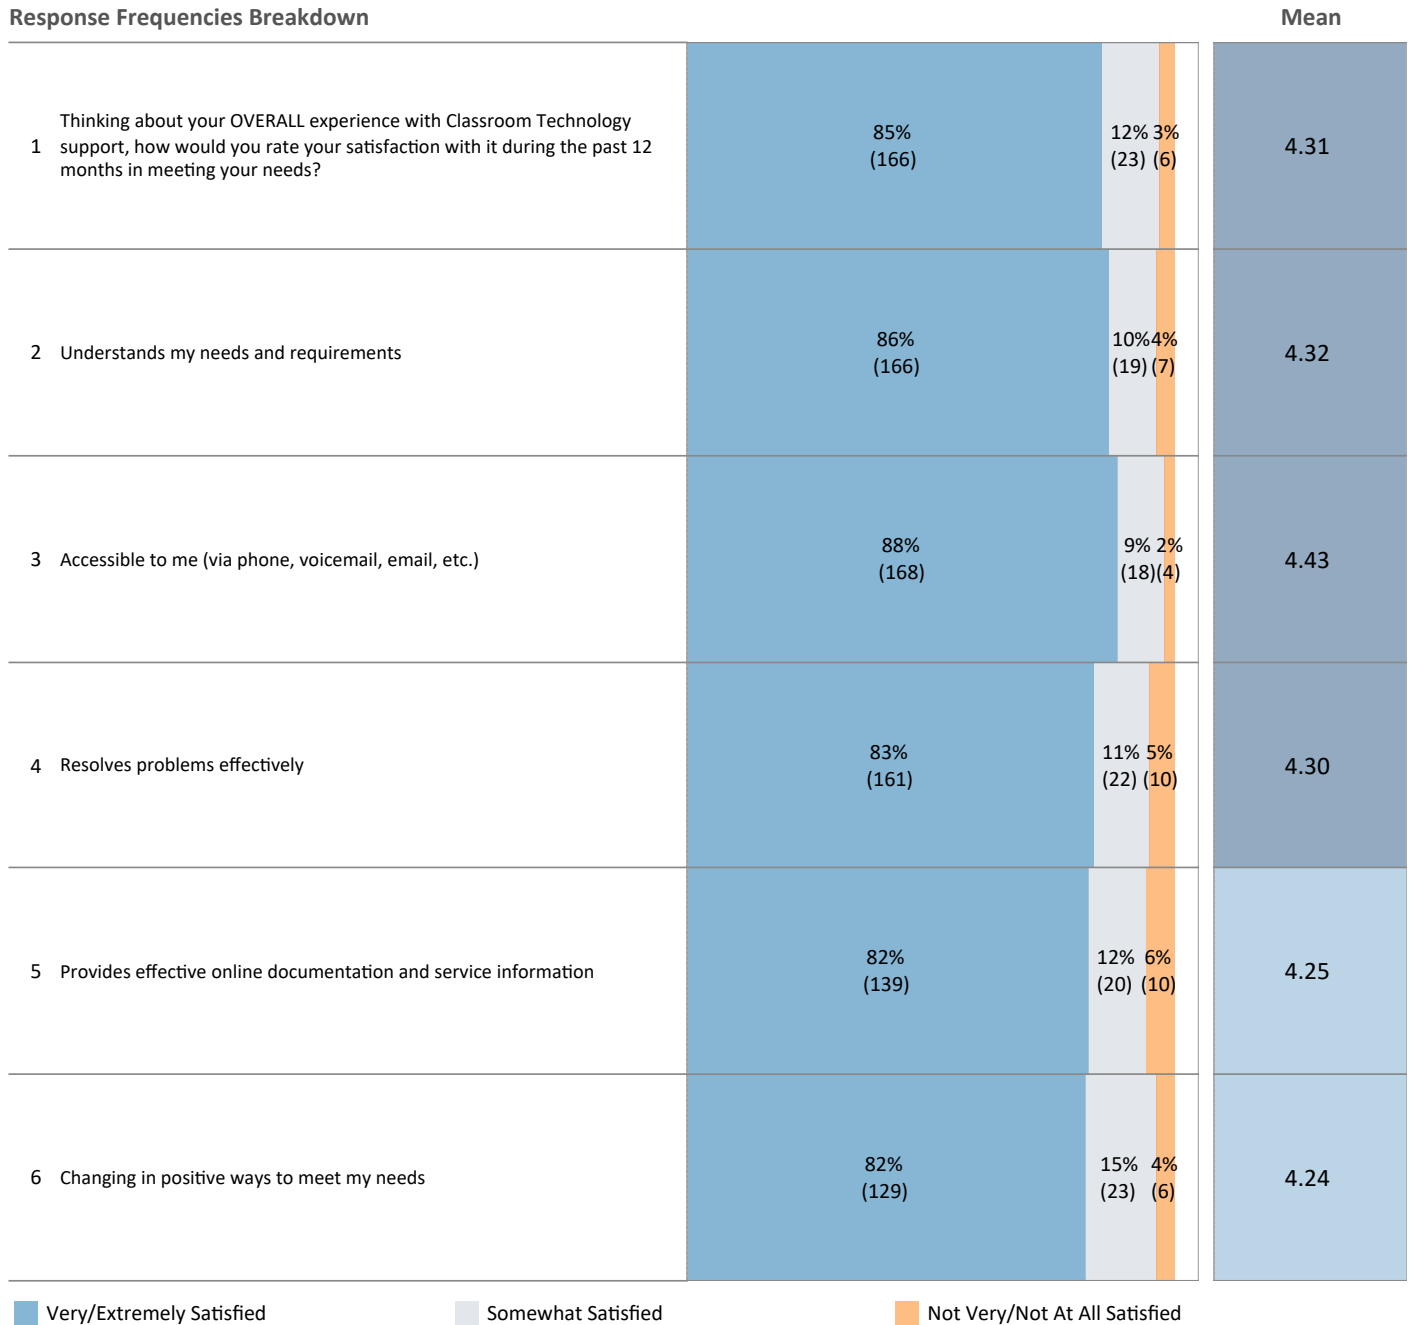 Response Frequencies Breakdown
Mean
1
Thinking about your OVERALL experience with Classroom Technology
support, how would you rate your satisfaction with it during the past 12
months in meeting your needs?
85% 12% 3%
(166) (23) (6)
4.31
2 Understands my needs and requirements
86% 10% 4%
(166) (19) (7)
4.32
3 Accessible to me (via phone, voicemail, email, etc.)
88% 9% 2%
(168) (18) (4)
4.43
4 Resolves problems effectively
83% 11% 5%
(161) (22) (10)
4.30
5 Provides effective online documentation and service information
82% 12% 6%
(139) (20) (10)
4.25
6 Changing in positive ways to meet my needs
82% 15% 4%
(129) (23) (6)
4.24
Very/Extremely Satisfied Somewhat Satisfied Not Very/Not At All Satisfied